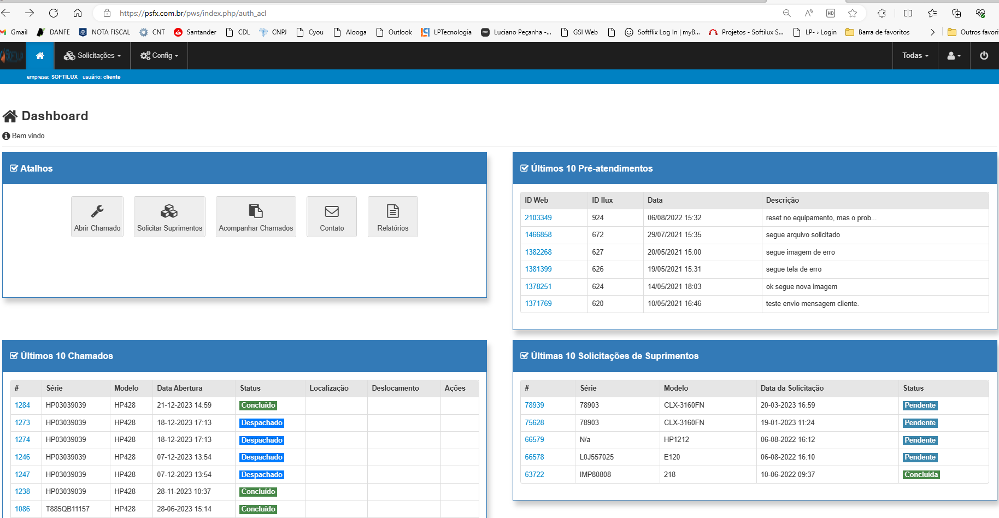 https://psfx.com.br/pws/index.php/auth_acl
Gmail DANFE NOTA FISCAL CNT Santander CDL CNPJ Cyou Alooga Outlook LPTecnologia Luciano Peçanha -... GSI Web Softflix Log In | myB... Projetos - Softilux S... LP- › Login Barra de favoritos Outros favori
SOFTILUX Solicitações Config Todas
empresa: SOFTILUX usuário: cliente
Dashboard
Bem vindo
Atalhos
Abrir Chamado Solicitar Suprimentos Acompanhar Chamados Contato Relatórios
Últimos 10 Pré-atendimentos
ID Web ID Ilux Data Descrição
2103349 924 06/08/2022 15:32 reset no equipamento, mas o prob...
1466858 672 29/07/2021 15:35 segue arquivo solicitado
1382268 627 20/05/2021 15:00 segue imagem de erro
1381399 626 19/05/2021 15:31 segue tela de erro
1378251 624 14/05/2021 18:03 ok segue nova imagem
1371769 620 10/05/2021 16:46 teste envio mensagem cliente.
Últimos 10 Chamados
# Série Modelo Data Abertura Status Localização Deslocamento Ações
1284 HP03039039 HP428 21-12-2023 14:59 Concluído
1273 HP03039039 HP428 18-12-2023 17:13 Despachado
1274 HP03039039 HP428 18-12-2023 17:13 Despachado
1246 HP03039039 HP428 07-12-2023 13:54 Despachado
1247 HP03039039 HP428 07-12-2023 13:54 Despachado
1238 HP03039039 HP428 28-11-2023 10:37 Concluído
1086 T885QB11157 HP428 28-06-2023 15:14 Concluído
Últimas 10 Solicitações de Suprimentos
# Série Modelo Data da Solicitação Status
78939 78903 CLX-3160FN 20-03-2023 16:59 Pendente
75628 78903 CLX-3160FN 19-01-2023 11:24 Pendente
66579 N/a HP1212 06-08-2022 16:12 Pendente
66578 L0J557025 E120 06-08-2022 16:10 Pendente
63722 IMP80808 218 10-06-2022 09:37 Concluida